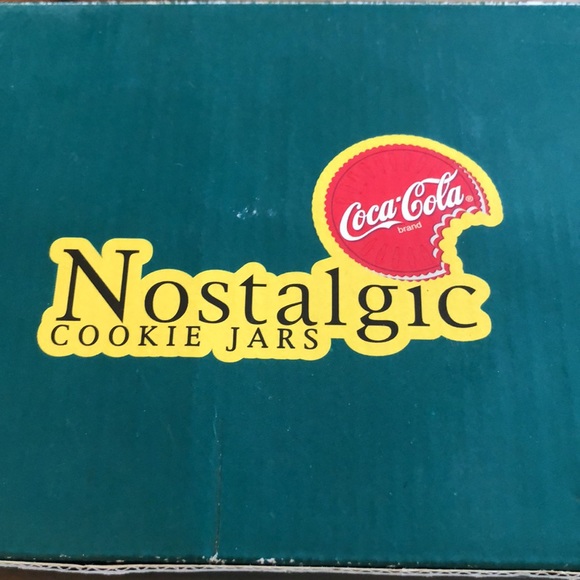 Coca-Cola ®
brand
Nostalgic
COOKIE JARS